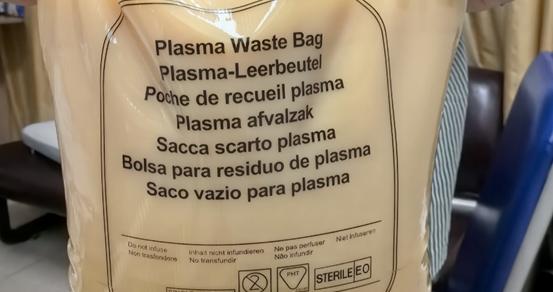 Plasma Waste Bag
Plasma-Leerbeutel
Poche de recueil plasma
Plasma afvalzak
Sacca scarto plasma
Bolsa para residuo de plasma
Saco vazio para plasma
Do not infuse Inhalt nicht infundieren Ne pas perfuser Niet infuseren
Non trasfondere No transfundir Não infundir
2 PHT STERILE EO